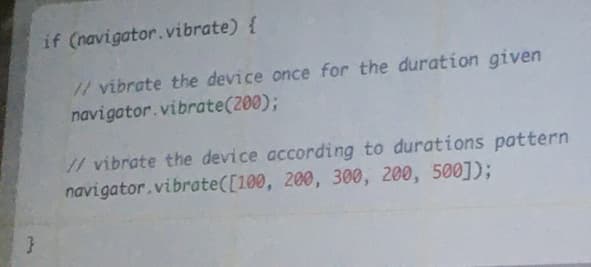 if (navigator.vibrate) {
// vibrate the device once for the duration given
navigator.vibrate(200);
// vibrate the device according to durations pattern
navigator.vibrate([100, 200, 300, 200, 500]);
}